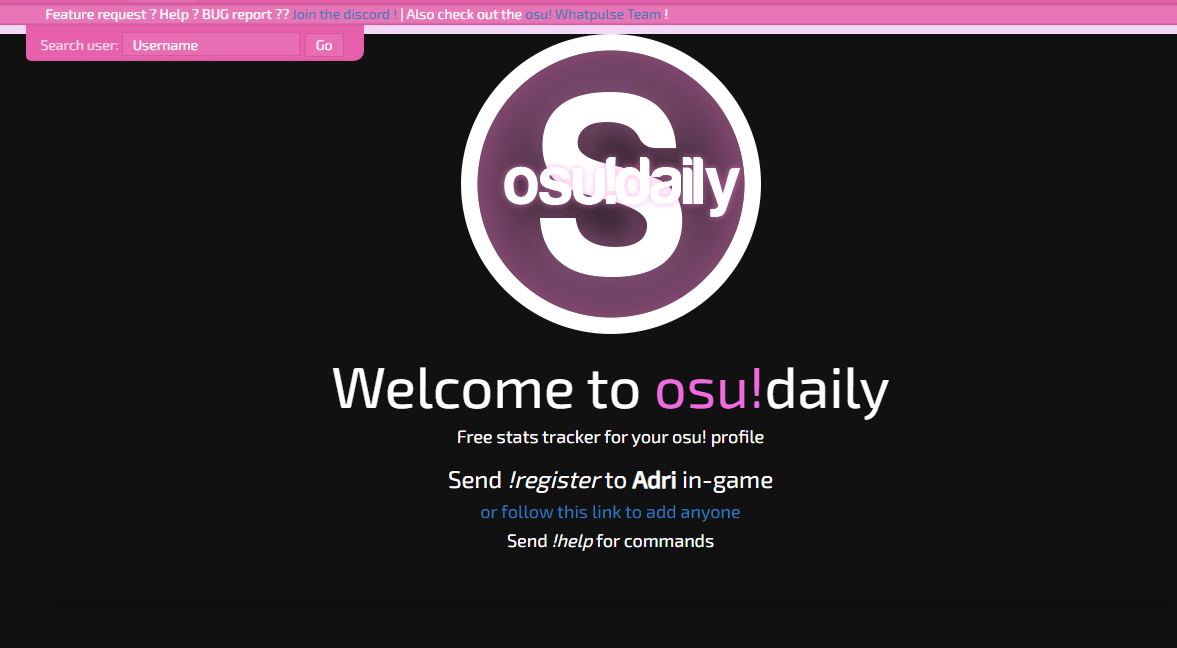 Feature request ? Help ? BUG report ?? Join the discord ! | Also check out the osu! Whatpulse Team !
Search user: Username Go
S
osu!daily
Welcome to osu!daily
Free stats tracker for your osu! profile
Send !register to Adri in-game
or follow this link to add anyone
Send !help for commands